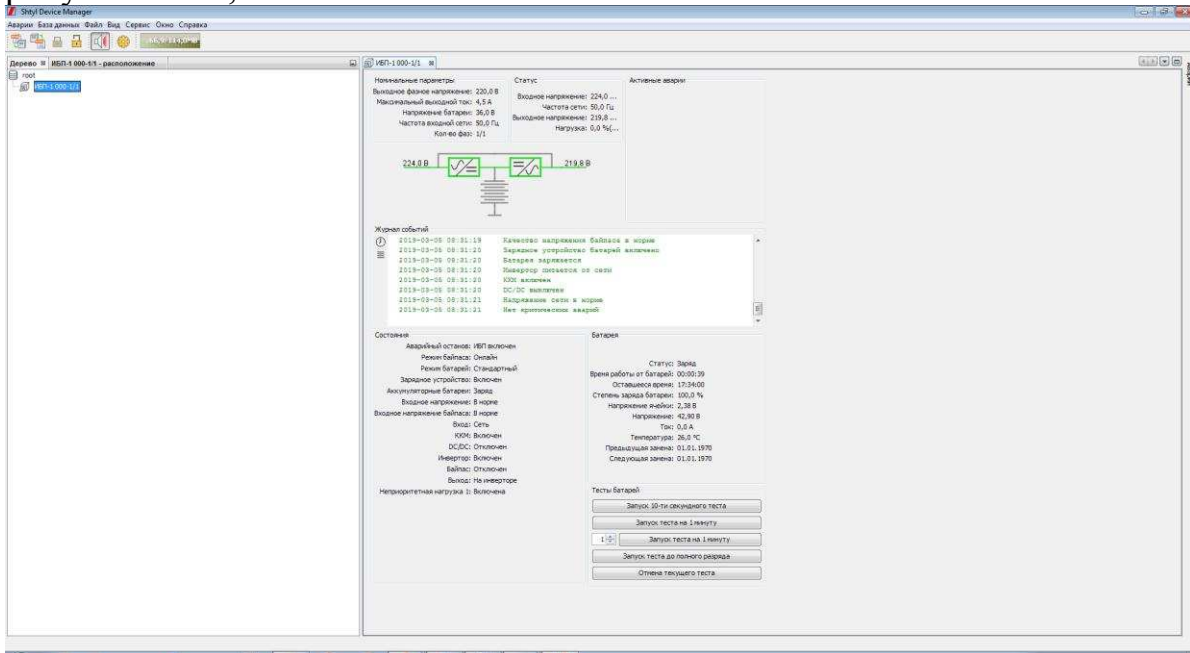 Shtyl Device Manager
Аварии База данных Файл Вид Сервис Окно Справка
Дерево ИБП-1 000-1/1 - расположение
root
ИБП-1 000-1/1
ИБП-1 000-1/1
Номинальные параметры
Выходное фазное напряжение: 220,0 В
Максимальный выходной ток: 4,5 А
Напряжение батареи: 36,0 В
Частота входной сети: 50,0 Гц
Кол-во фаз: 1/1
Статус
Входное напряжение: 224,0 ...
Частота сети: 50,0 Гц
Выходное напряжение: 219,8 ...
Нагрузка: 0,0 %(...
Активные аварии
224,0 В
219,8 В
Журнал событий
2019-03-05 08:31:19 Качество напряжения байпаса в норме
2019-03-05 08:31:20 Зарядное устройство батарей включено
2019-03-05 08:31:20 Батарея заряжается
2019-03-05 08:31:20 Инвертор питается от сети
2019-03-05 08:31:20 ККМ включен
2019-03-05 08:31:20 DC/DC выключен
2019-03-05 08:31:21 Напряжение сети в норме
2019-03-05 08:31:21 Нет критических аварий
Состояния
Аварийный останов: ИБП включен
Режим байпаса: Онлайн
Режим батарей: Стандартный
Зарядное устройство: Включен
Аккумуляторные батареи: Заряд
Входное напряжение: В норме
Входное напряжение байпаса: В норме
Вход: Сеть
ККМ: Включен
DC/DC: Отключен
Инвертор: Включен
Байпас: Отключен
Выход: На инверторе
Неприоритетная нагрузка 1: Включена
Батарея
Статус: Заряд
Время работы от батарей: 00:00:39
Оставшееся время: 17:34:00
Степень заряда батареи: 100,0 %
Напряжение ячейки: 2,38 В
Напряжение: 42,90 В
Ток: 0,0 А
Температура: 26,0 °C
Предыдущая замена: 01.01.1970
Следующая замена: 01.01.1970
Тесты батарей
Запуск 10-ти секундного теста
Запуск теста на 1 минуту
1 Запуск теста на 1 минуту
Запуск теста до полного разряда
Отмена текущего теста